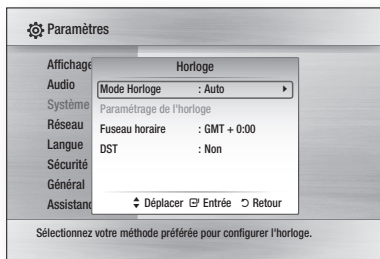 Paramètres
Affichage
Audio
Système
Réseau
Langue
Sécurité
Général
Assistanc
Horloge
Mode Horloge : Auto
Paramétrage de l'horloge
Fuseau horaire : GMT + 0:00
DST : Non
Déplacer Entrée Retour
Sélectionnez votre méthode préférée pour configurer l'horloge.